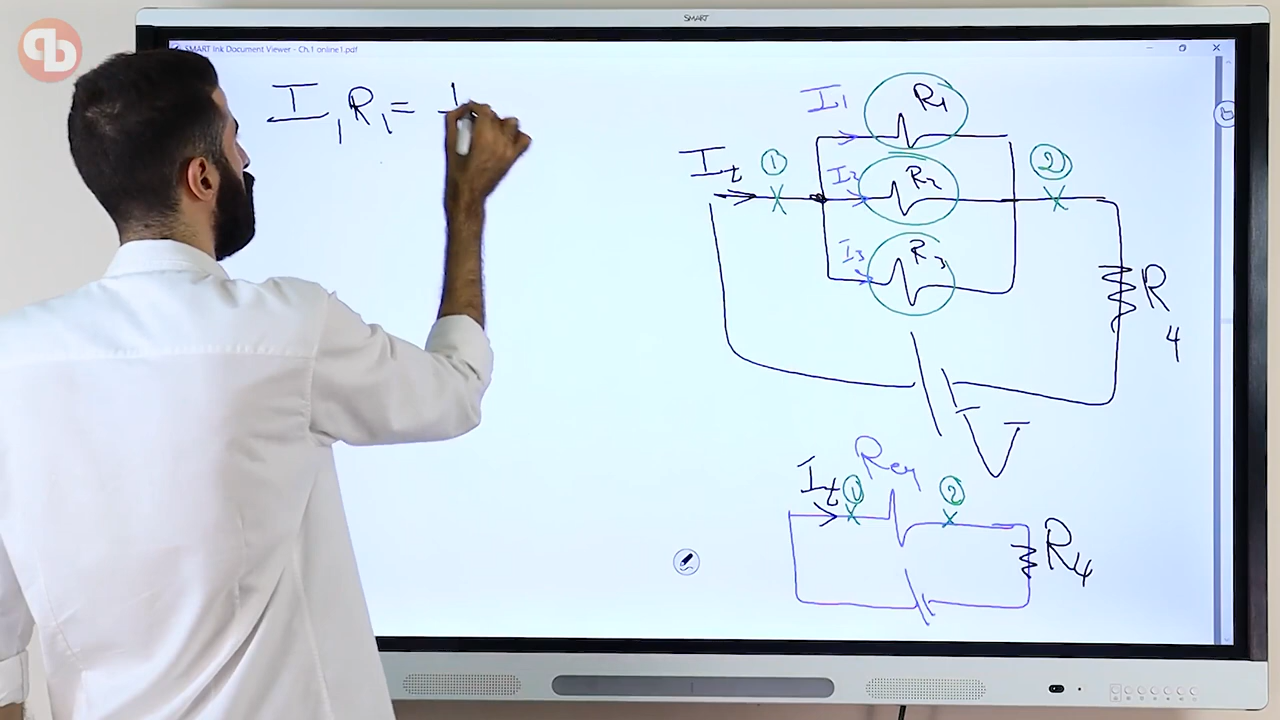 SMART
SMART Ink Document Viewer - Ch.1 online1.pdf
I₁R₁=
I₁ R₁
Iₜ ① I₂ R₂ ②
I₃ R₃
R₄
V
Req
Iₜ ① ②
R₄